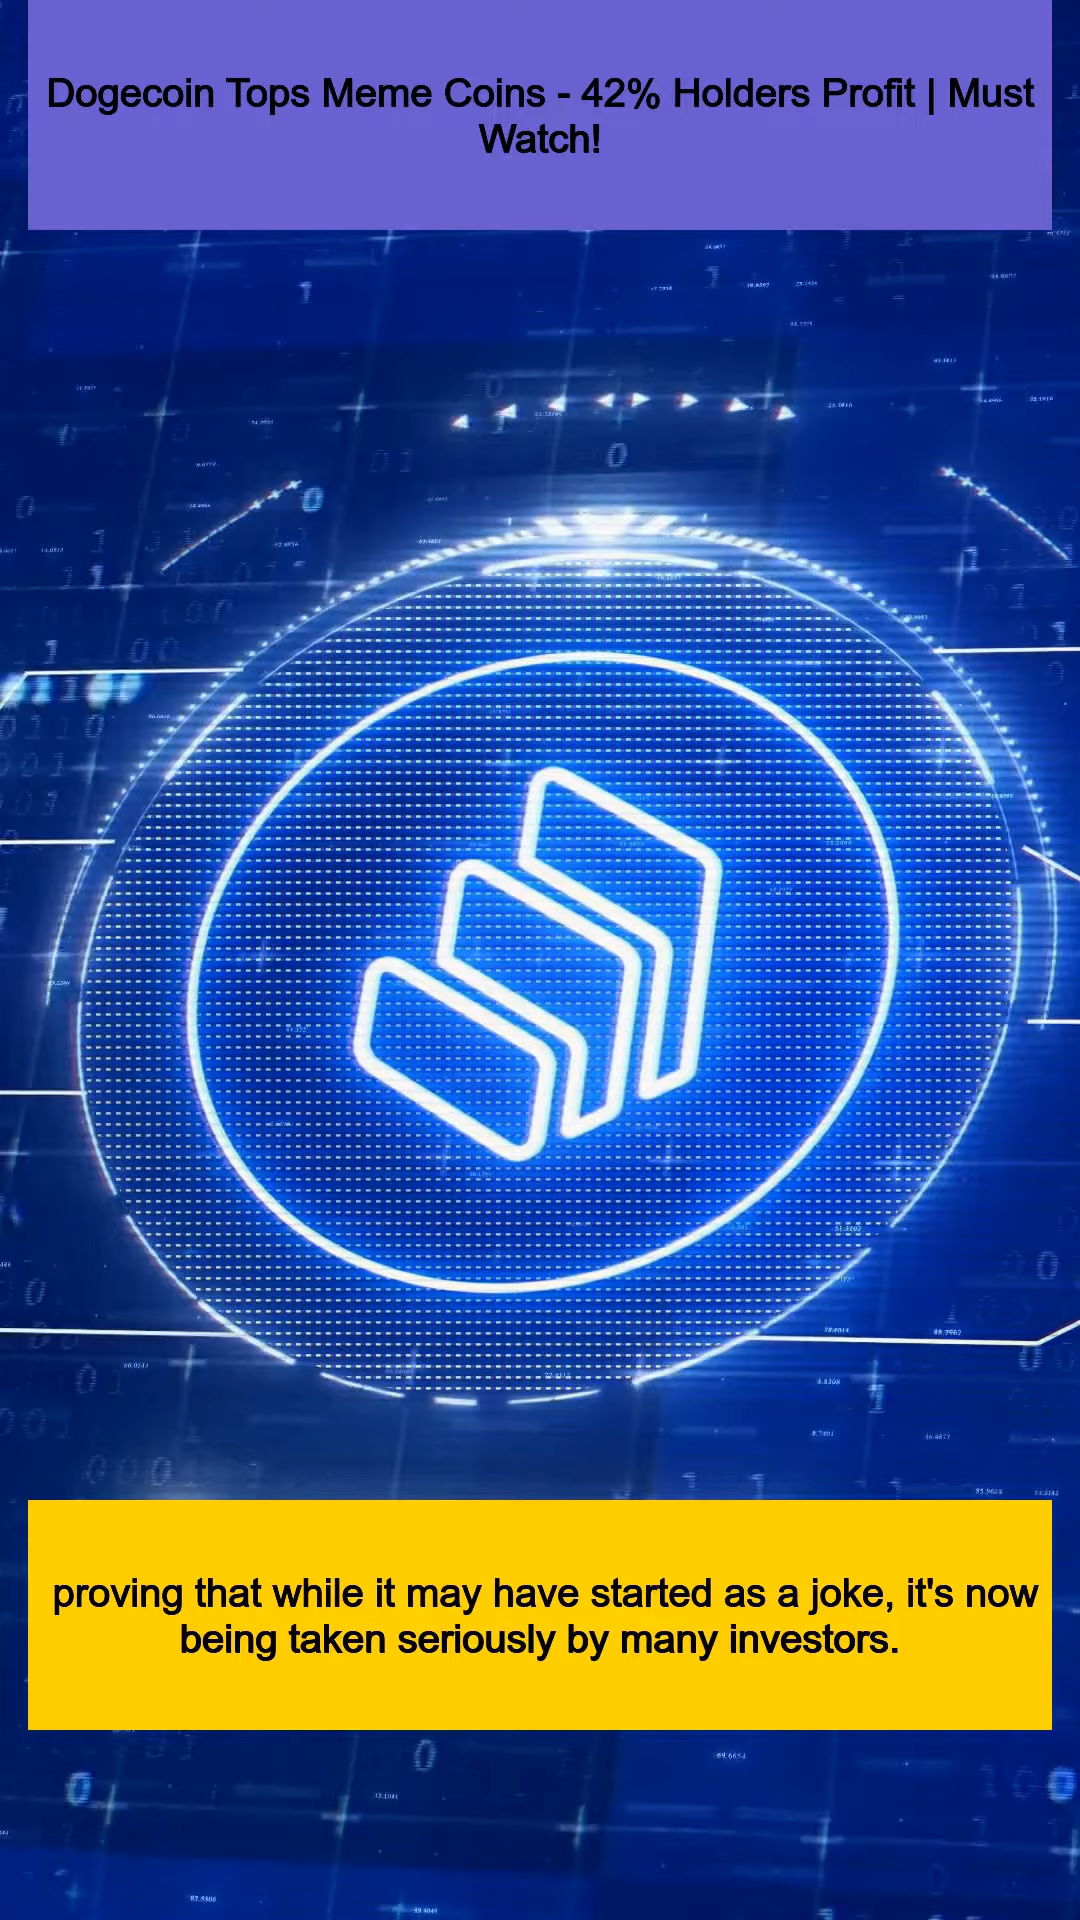 Dogecoin Tops Meme Coins - 42% Holders Profit | Must
Watch!
proving that while it may have started as a joke, it's now
being taken seriously by many investors.